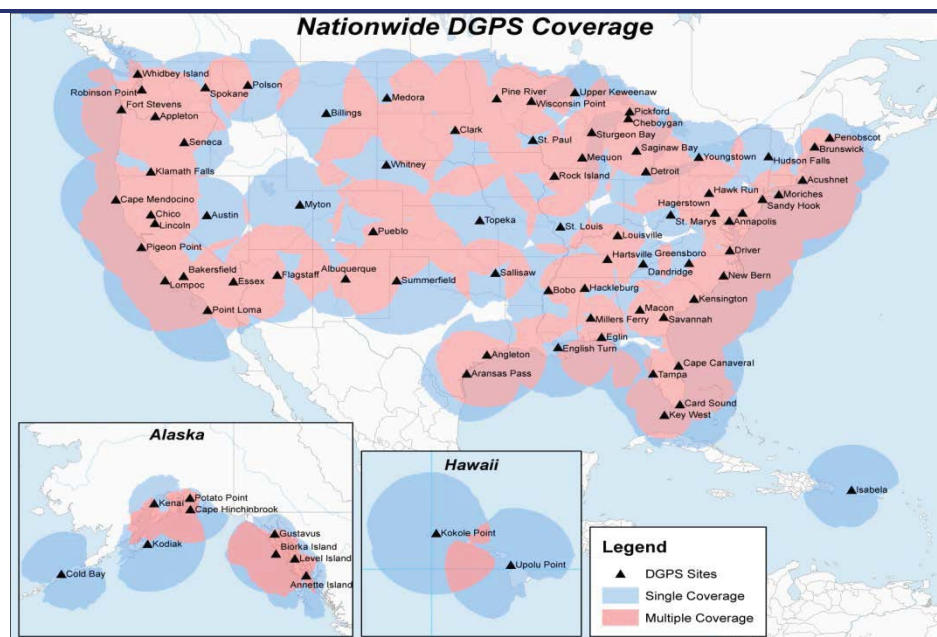 Nationwide DGPS Coverage
Whidbey Island
Robinson Point
Spokane
Polson
Fort Stevens
Appleton
Seneca
Klamath Falls
Cape Mendocino
Chico
Lincoln
Austin
Pigeon Point
Bakersfield
Lompoc
Essex
Point Loma
Flagstaff
Albuquerque
Myton
Billings
Medora
Whitney
Clark
Pueblo
Summerfield
Topeka
Sallisaw
Pine River
Wisconsin Point
Upper Keweenaw
St. Paul
Pickford
Cheboygan
Sturgeon Bay
Saginaw Bay
Mequon
Rock Island
Detroit
Youngstown
Hudson Falls
Penobscot
Brunswick
Acushnet
Moriches
Sandy Hook
Hawk Run
Hagerstown
St. Marys
Annapolis
St. Louis
Louisville
Hartsville
Greensboro
Dandridge
Driver
New Bern
Bobo
Hackleburg
Kensington
Macon
Savannah
Millers Ferry
Eglin
English Turn
Angleton
Aransas Pass
Cape Canaveral
Tampa
Card Sound
Key West
Isabela
Alaska
Potato Point
Kenai
Cape Hinchinbrook
Kodiak
Cold Bay
Gustavus
Biorka Island
Level Island
Annette Island
Hawaii
Kokole Point
Upolu Point
Legend
DGPS Sites
Single Coverage
Multiple Coverage